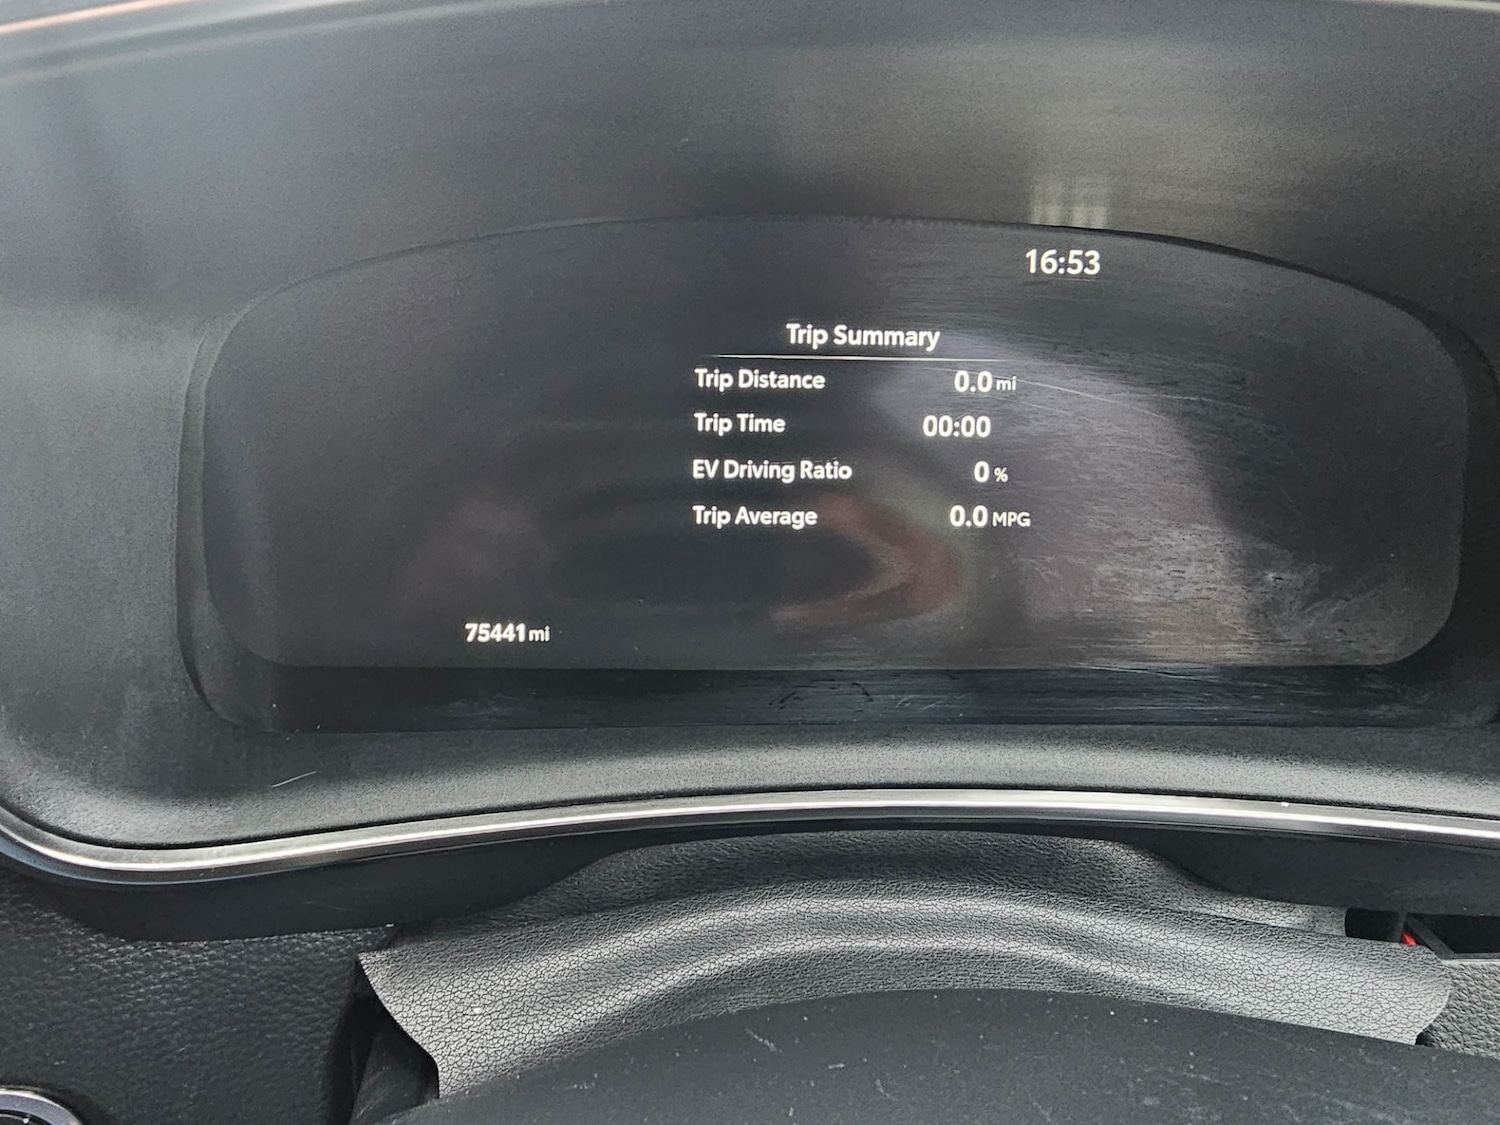 16:53
Trip Summary
Trip Distance 0.0 mi
Trip Time 00:00
EV Driving Ratio 0 %
Trip Average 0.0 MPG
75441 mi